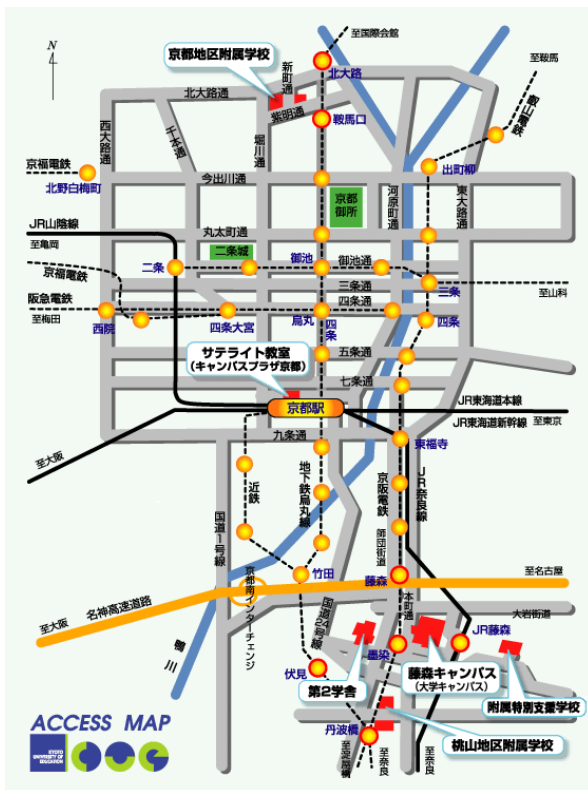 N
至国際会館
至鞍馬
京都地区附属学校
新町通
北大路
北大路通
紫明通
鞍馬口
叡山電鉄
西大路通
千本通
堀川通
出町柳
京福電鉄
北野白梅町
今出川通
京都
御所
河原町通
東大路通
JR山陰線
至亀岡
丸太町通
二条城
二条
御池
御池通
京福電鉄
三条通
三条
至山科
阪急電鉄
至梅田
四条通
西院
四条大宮
烏丸
四条
四条
サテライト教室
(キャンパスプラザ京都)
五条通
七条通
京都駅
JR東海道本線
JR東海道新幹線
至東京
九条通
東福寺
至大阪
近鉄
地下鉄烏丸線
京阪電鉄
JR奈良線
国道1号線
師団街道
竹田
藤森
至名古屋
名神高速道路
至大阪
京都南インターチェンジ
国道24号線
本町通
大岩街道
鴨川
墨染
JR藤森
伏見
第2学舎
藤森キャンパス
(大学キャンパス)
附属特別支援学校
丹波橋
桃山地区附属学校
至淀屋橋
至奈良
至奈良
ACCESS MAP
KYOTO
UNIVERSITY OF
EDUCATION